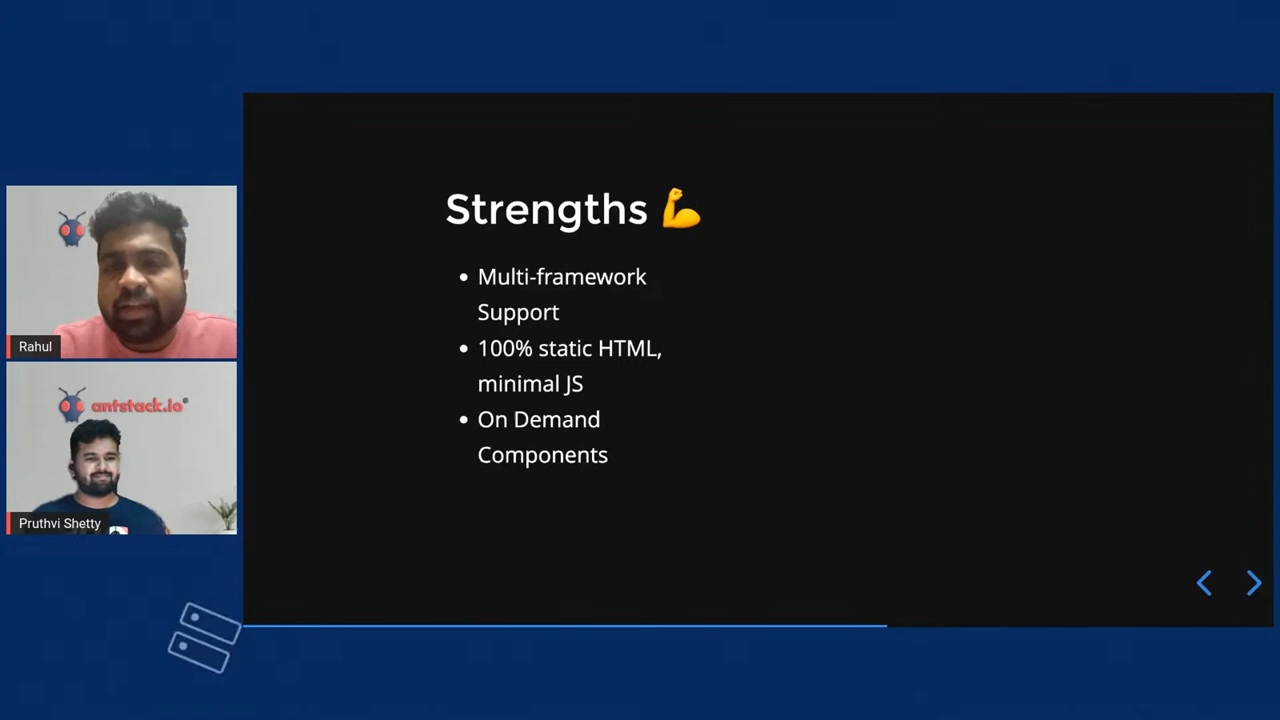 Strengths 💪
• Multi-framework
Support
• 100% static HTML,
minimal JS
• On Demand
Components
Rahul
antstack.io
Pruthvi Shetty